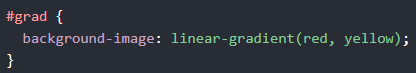 #grad {
  background-image: linear-gradient(red, yellow);
}